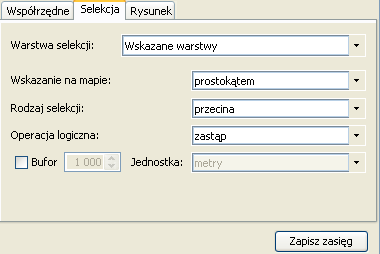 Współrzędne Selekcja Rysunek
Warstwa selekcji: Wskazane warstwy
Wskazanie na mapie: prostokątem
Rodzaj selekcji: przecina
Operacja logiczna: zastąp
Bufor 1 000 Jednostka: metry
Zapisz zasięg